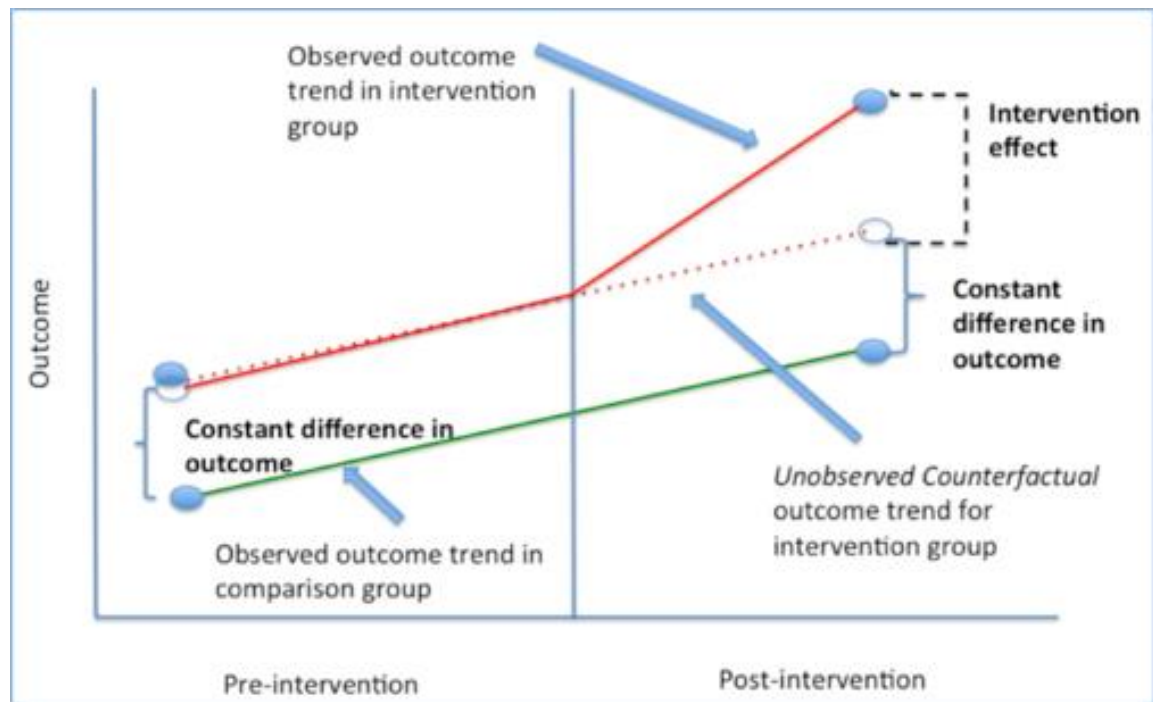 Observed outcome
trend in intervention
group
Intervention
effect
Outcome
Constant
difference in
outcome
Constant difference in
outcome
Unobserved Counterfactual
outcome trend for
intervention group
Observed outcome trend in
comparison group
Pre-intervention
Post-intervention